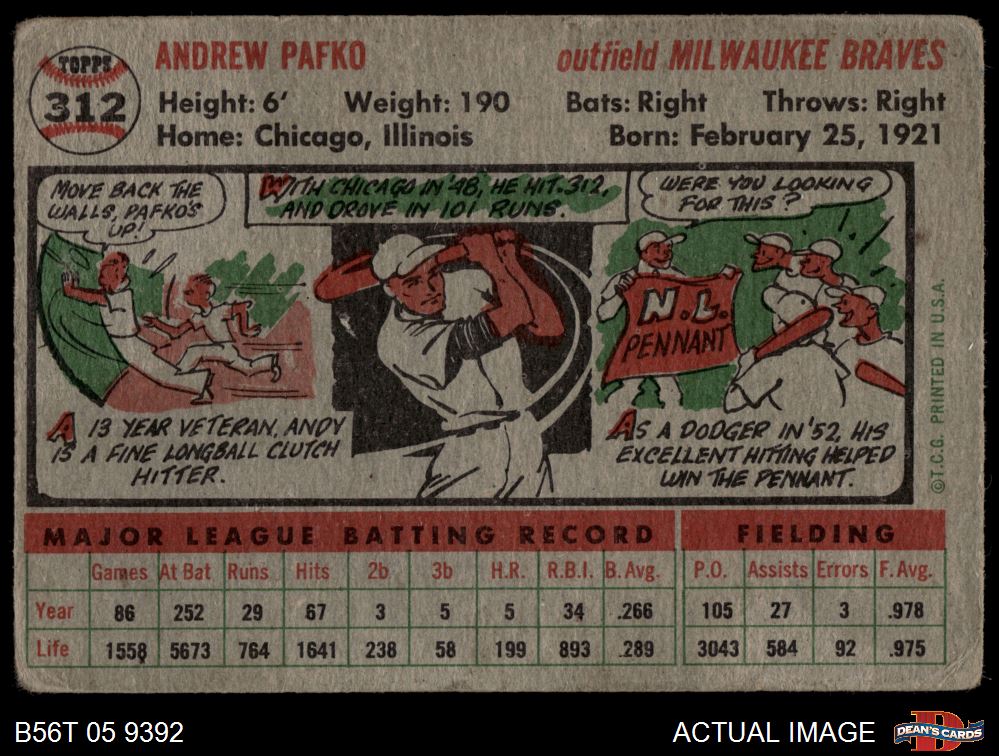 TOPPS
312
ANDREW PAFKO
outfield MILWAUKEE BRAVES
Height: 6' Weight: 190 Bats: Right Throws: Right
Home: Chicago, Illinois Born: February 25, 1921
MOVE BACK THE
WALLS, PAFKO'S
UP!
WITH CHICAGO IN '48, HE HIT .312,
AND DROVE IN 101 RUNS.
WERE YOU LOOKING
FOR THIS?
N.L.
PENNANT
A 13 YEAR VETERAN, ANDY
IS A FINE LONGBALL CLUTCH
HITTER.
AS A DODGER IN '52, HIS
EXCELLENT HITTING HELPED
WIN THE PENNANT.
©T.C.G. PRINTED IN U.S.A.
MAJOR LEAGUE BATTING RECORD FIELDING
Games At Bat Runs Hits 2b 3b H.R. R.B.I. B. Avg. P.O. Assists Errors F. Avg.
Year 86 252 29 67 3 5 5 34 .266 105 27 3 .978
Life 1558 5673 764 1641 238 58 199 893 .289 3043 584 92 .975
B56T 05 9392 ACTUAL IMAGE DEAN'S CARDS